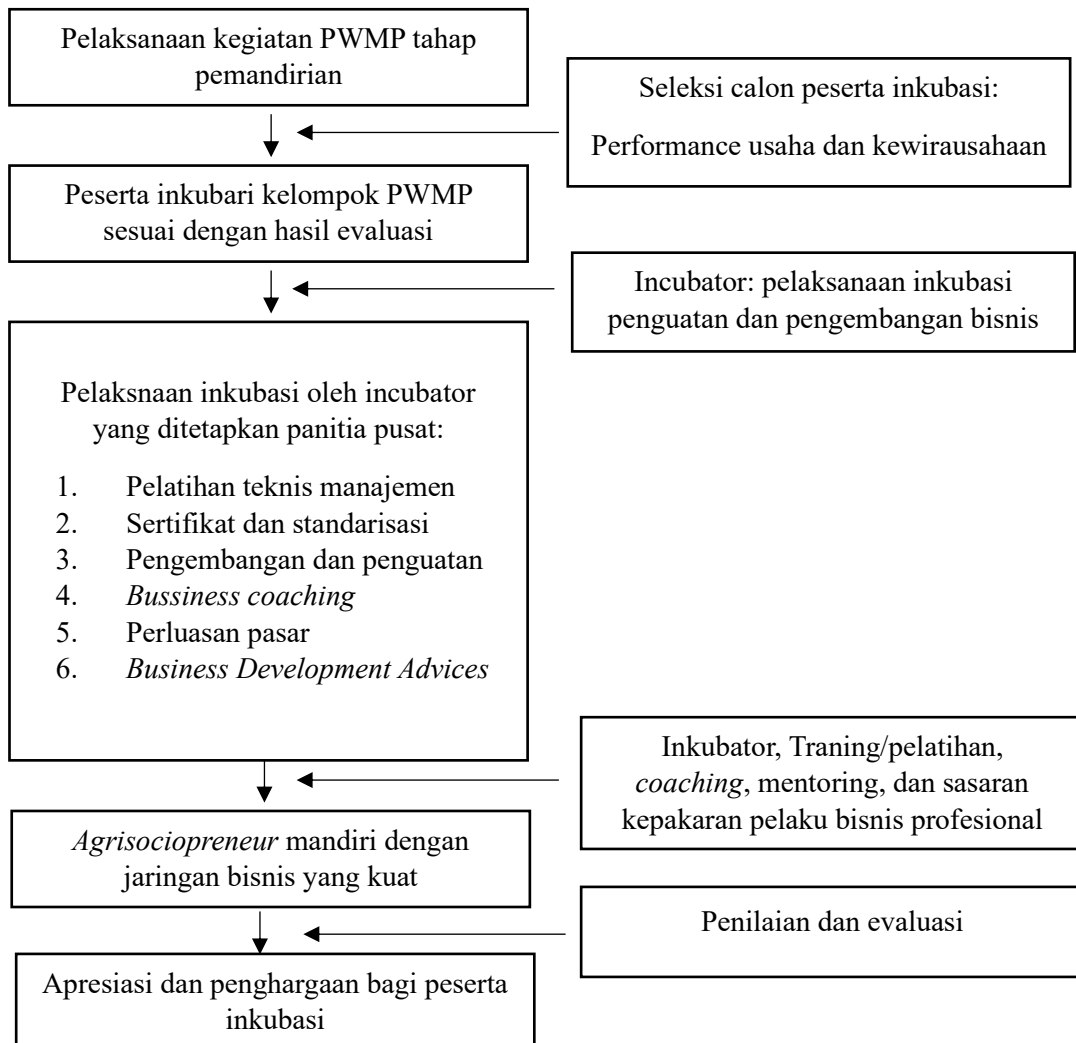 Pelaksanaan kegiatan PWMP tahap
pemandirian
Seleksi calon peserta inkubasi:
Performance usaha dan kewirausahaan
Peserta inkubari kelompok PWMP
sesuai dengan hasil evaluasi
Incubator: pelaksanaan inkubasi
penguatan dan pengembangan bisnis
Pelaksnaan inkubasi oleh incubator
yang ditetapkan panitia pusat:
1. Pelatihan teknis manajemen
2. Sertifikat dan standarisasi
3. Pengembangan dan penguatan
4. Bussiness coaching
5. Perluasan pasar
6. Business Development Advices
Inkubator, Traning/pelatihan,
coaching, mentoring, dan sasaran
kepakaran pelaku bisnis profesional
Agrisociopreneur mandiri dengan
jaringan bisnis yang kuat
Penilaian dan evaluasi
Apresiasi dan penghargaan bagi peserta
inkubasi